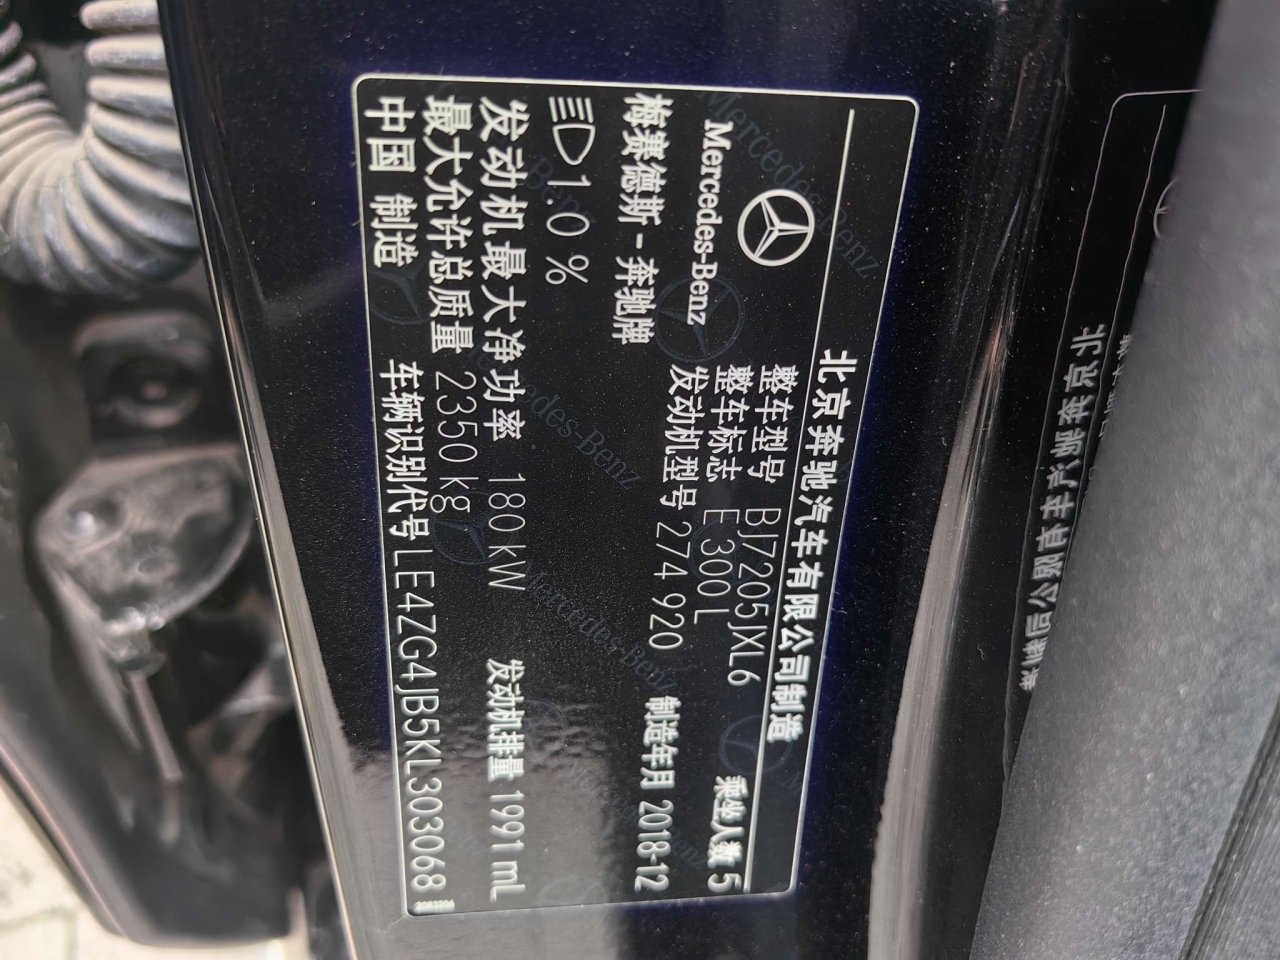 北京奔驰汽车有限公司制造
Mercedes-Benz
整车型号 BJ7205JXL6
整车标志 E 300 L
乘坐人数 5
梅赛德斯-奔驰牌
发动机型号 274 920
制造年月 2018-12
1.0 %
发动机最大净功率 180 kW
发动机排量 1991 mL
最大允许总质量 2350 kg
中国 制造
车辆识别代号 LE4ZG4JB5KL303068
2083206